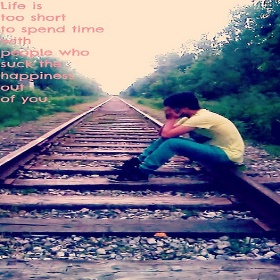 Life is
too short
to spend time
with
people who
suck the
happiness
out
of you.